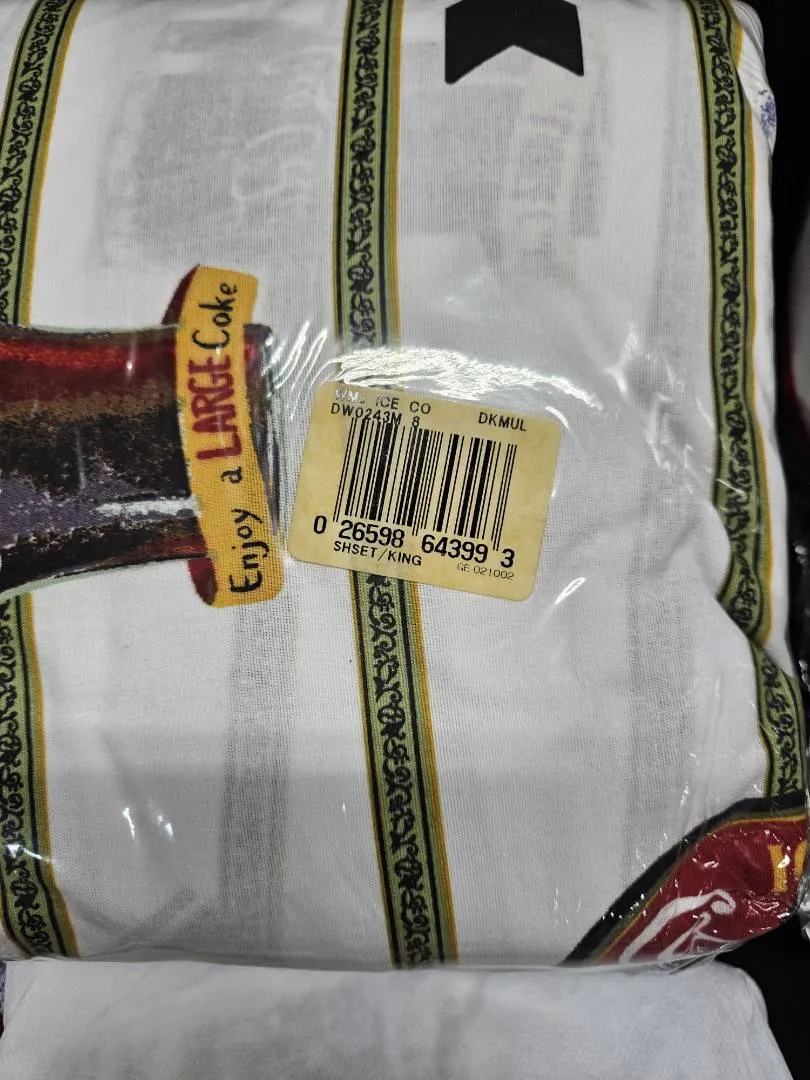 Enjoy a LARGE Coke
ICE CO DKMUL
DW0243M 8
0 26598 64399 3
SHSET/KING
GE 021002